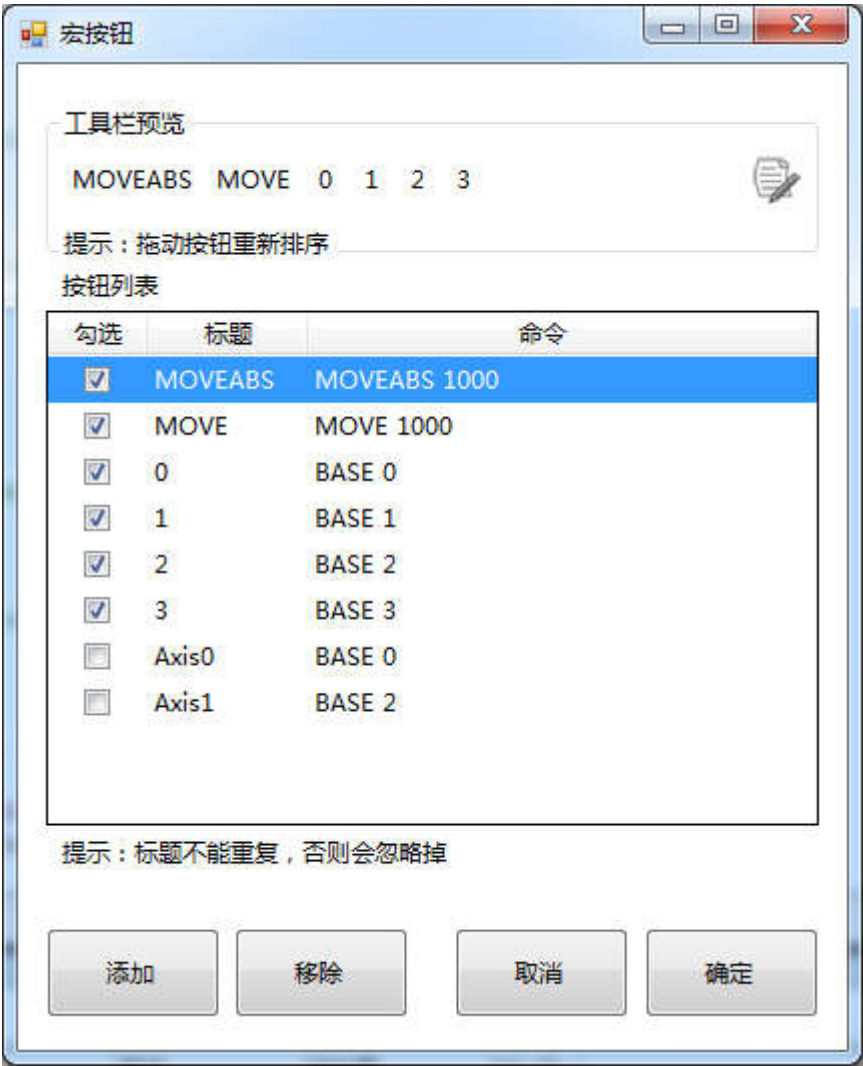 宏按钮
工具栏预览
MOVEABS MOVE 0 1 2 3
提示：拖动按钮重新排序
按钮列表
勾选 标题 命令
MOVEABS MOVEABS 1000
MOVE MOVE 1000
0 BASE 0
1 BASE 1
2 BASE 2
3 BASE 3
Axis0 BASE 0
Axis1 BASE 2
提示：标题不能重复，否则会忽略掉
添加 移除 取消 确定